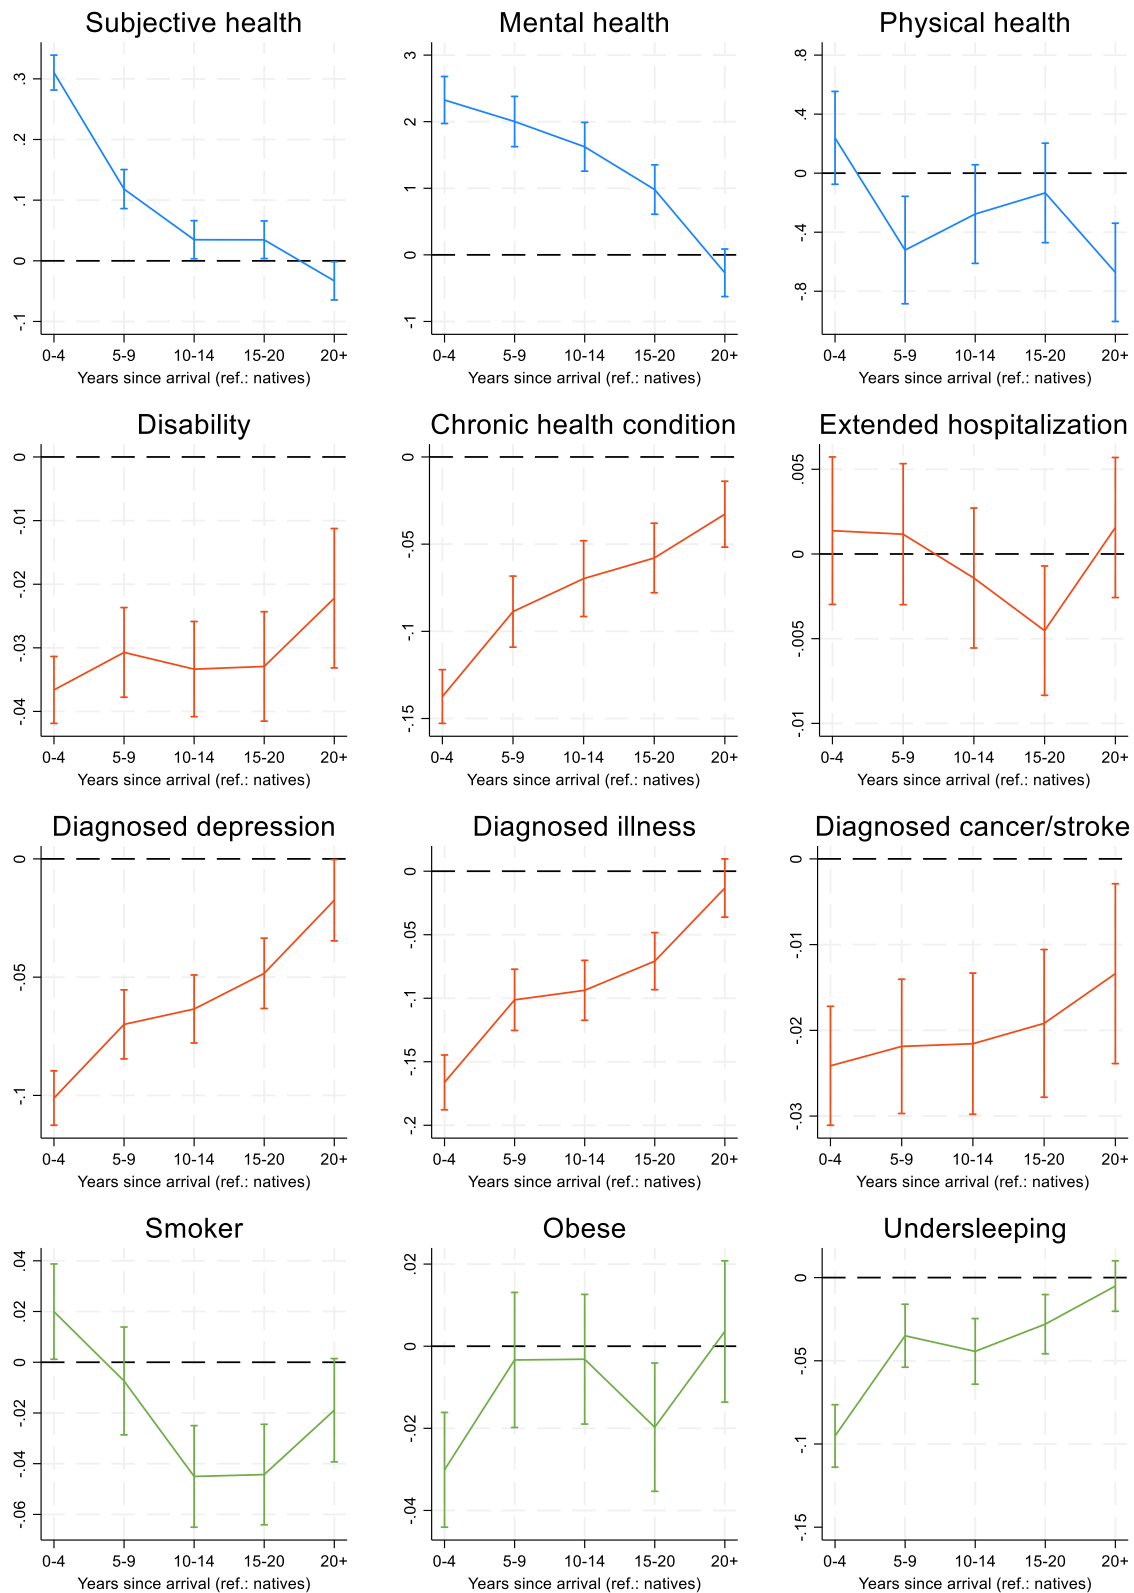 Subjective health
.3
.2
.1
0
-.1
0-4 5-9 10-14 15-20 20+
Years since arrival (ref.: natives)
Mental health
3
2
1
0
-1
0-4 5-9 10-14 15-20 20+
Years since arrival (ref.: natives)
Physical health
.8
.4
0
-.4
-.8
0-4 5-9 10-14 15-20 20+
Years since arrival (ref.: natives)
Disability
0
-.01
-.02
-.03
-.04
0-4 5-9 10-14 15-20 20+
Years since arrival (ref.: natives)
Chronic health condition
0
-.05
-.1
-.15
0-4 5-9 10-14 15-20 20+
Years since arrival (ref.: natives)
Extended hospitalization
.005
0
-.005
-.01
0-4 5-9 10-14 15-20 20+
Years since arrival (ref.: natives)
Diagnosed depression
0
-.05
-.1
0-4 5-9 10-14 15-20 20+
Years since arrival (ref.: natives)
Diagnosed illness
0
-.05
-.1
-.15
-.2
0-4 5-9 10-14 15-20 20+
Years since arrival (ref.: natives)
Diagnosed cancer/stroke
0
-.01
-.02
-.03
0-4 5-9 10-14 15-20 20+
Years since arrival (ref.: natives)
Smoker
.04
.02
0
-.02
-.04
-.06
0-4 5-9 10-14 15-20 20+
Years since arrival (ref.: natives)
Obese
.02
0
-.02
-.04
0-4 5-9 10-14 15-20 20+
Years since arrival (ref.: natives)
Undersleeping
0
-.05
-.1
-.15
0-4 5-9 10-14 15-20 20+
Years since arrival (ref.: natives)